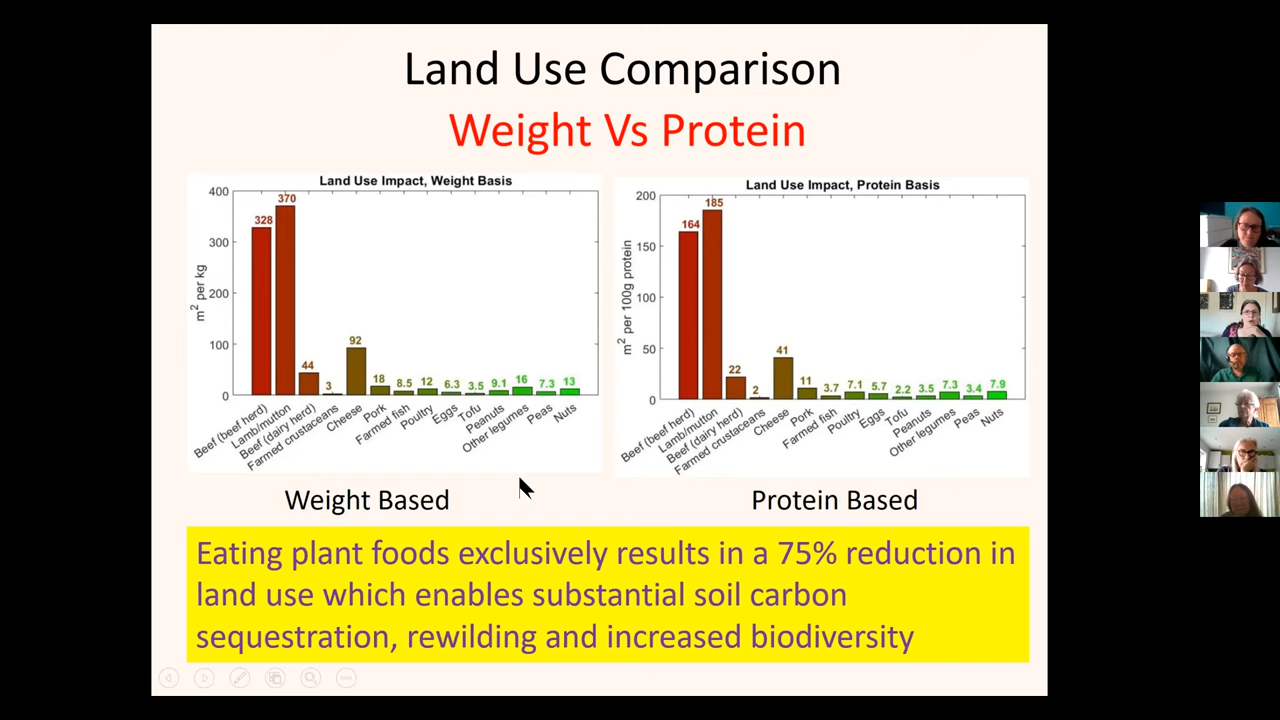 Land Use Comparison
Weight Vs Protein
Land Use Impact, Weight Basis
m² per kg
400
300
200
100
0
328
370
44
3
92
18
8.5
12
6.3
3.5
9.1
16
7.3
13
Beef (beef herd)
Lamb/mutton
Beef (dairy herd)
Farmed crustaceans
Cheese
Pork
Farmed fish
Poultry
Eggs
Tofu
Peanuts
Other legumes
Peas
Nuts
Weight Based
Land Use Impact, Protein Basis
m² per 100g protein
200
150
100
50
0
164
185
22
2
41
11
3.7
7.1
5.7
2.2
3.5
7.3
3.4
7.9
Beef (beef herd)
Lamb/mutton
Beef (dairy herd)
Farmed crustaceans
Cheese
Pork
Farmed fish
Poultry
Eggs
Tofu
Peanuts
Other legumes
Peas
Nuts
Protein Based
Eating plant foods exclusively results in a 75% reduction in
land use which enables substantial soil carbon
sequestration, rewilding and increased biodiversity